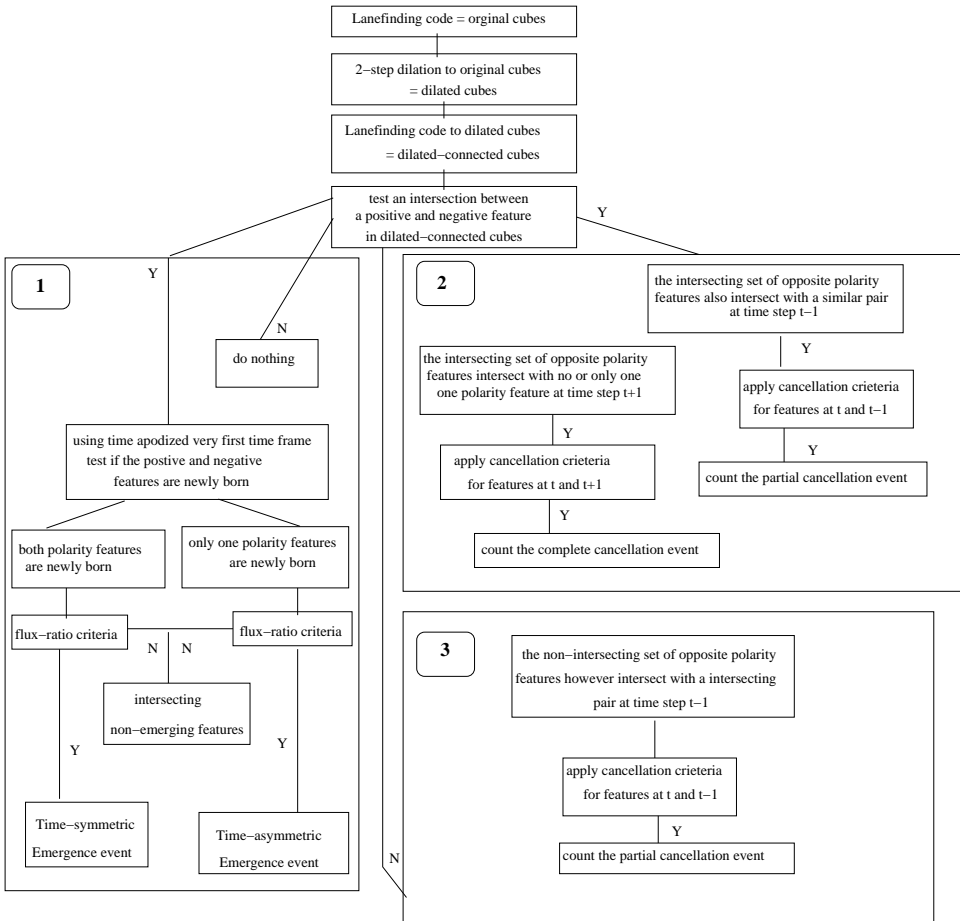 Lanefinding code = orginal cubes
2−step dilation to original cubes
= dilated cubes
Lanefinding code to dilated cubes
= dilated−connected cubes
test an intersection between
a positive and negative feature
in dilated−connected cubes
Y
Y
N
1
do nothing
using time apodized very first time frame
test if the postive and negative
features are newly born
both polarity features
are newly born
only one polarity features
are newly born
flux−ratio criteria
flux−ratio criteria
N
N
intersecting
non−emerging features
Y
Y
Time−symmetric
Emergence event
Time−asymmetric
Emergence event
2
the intersecting set of opposite polarity
features also intersect with a similar pair
at time step t−1
Y
the intersecting set of opposite polarity
features intersect with no or only one
one polarity feature at time step t+1
apply cancellation crieteria
for features at t and t−1
Y
Y
apply cancellation crieteria
for features at t and t+1
count the partial cancellation event
Y
count the complete cancellation event
N
3
the non−intersecting set of opposite polarity
features however intersect with a intersecting
pair at time step t−1
apply cancellation crieteria
for features at t and t−1
Y
count the partial cancellation event